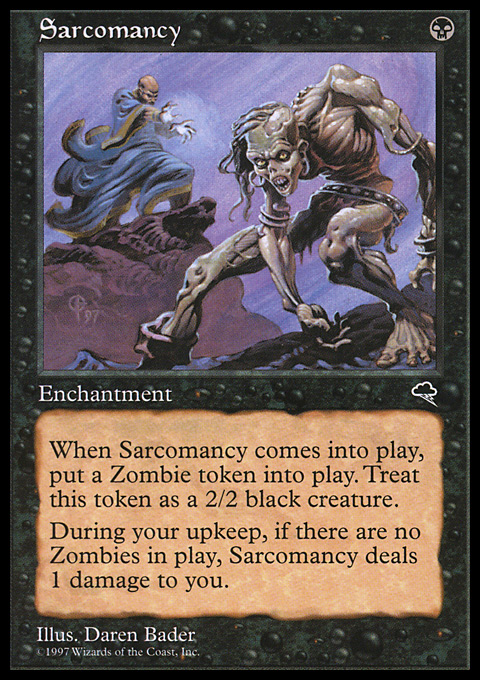 Sarcomancy
97
Enchantment
When Sarcomancy comes into play,
put a Zombie token into play. Treat
this token as a 2/2 black creature.
During your upkeep, if there are no
Zombies in play, Sarcomancy deals
1 damage to you.
Illus. Daren Bader
©1997 Wizards of the Coast, Inc.